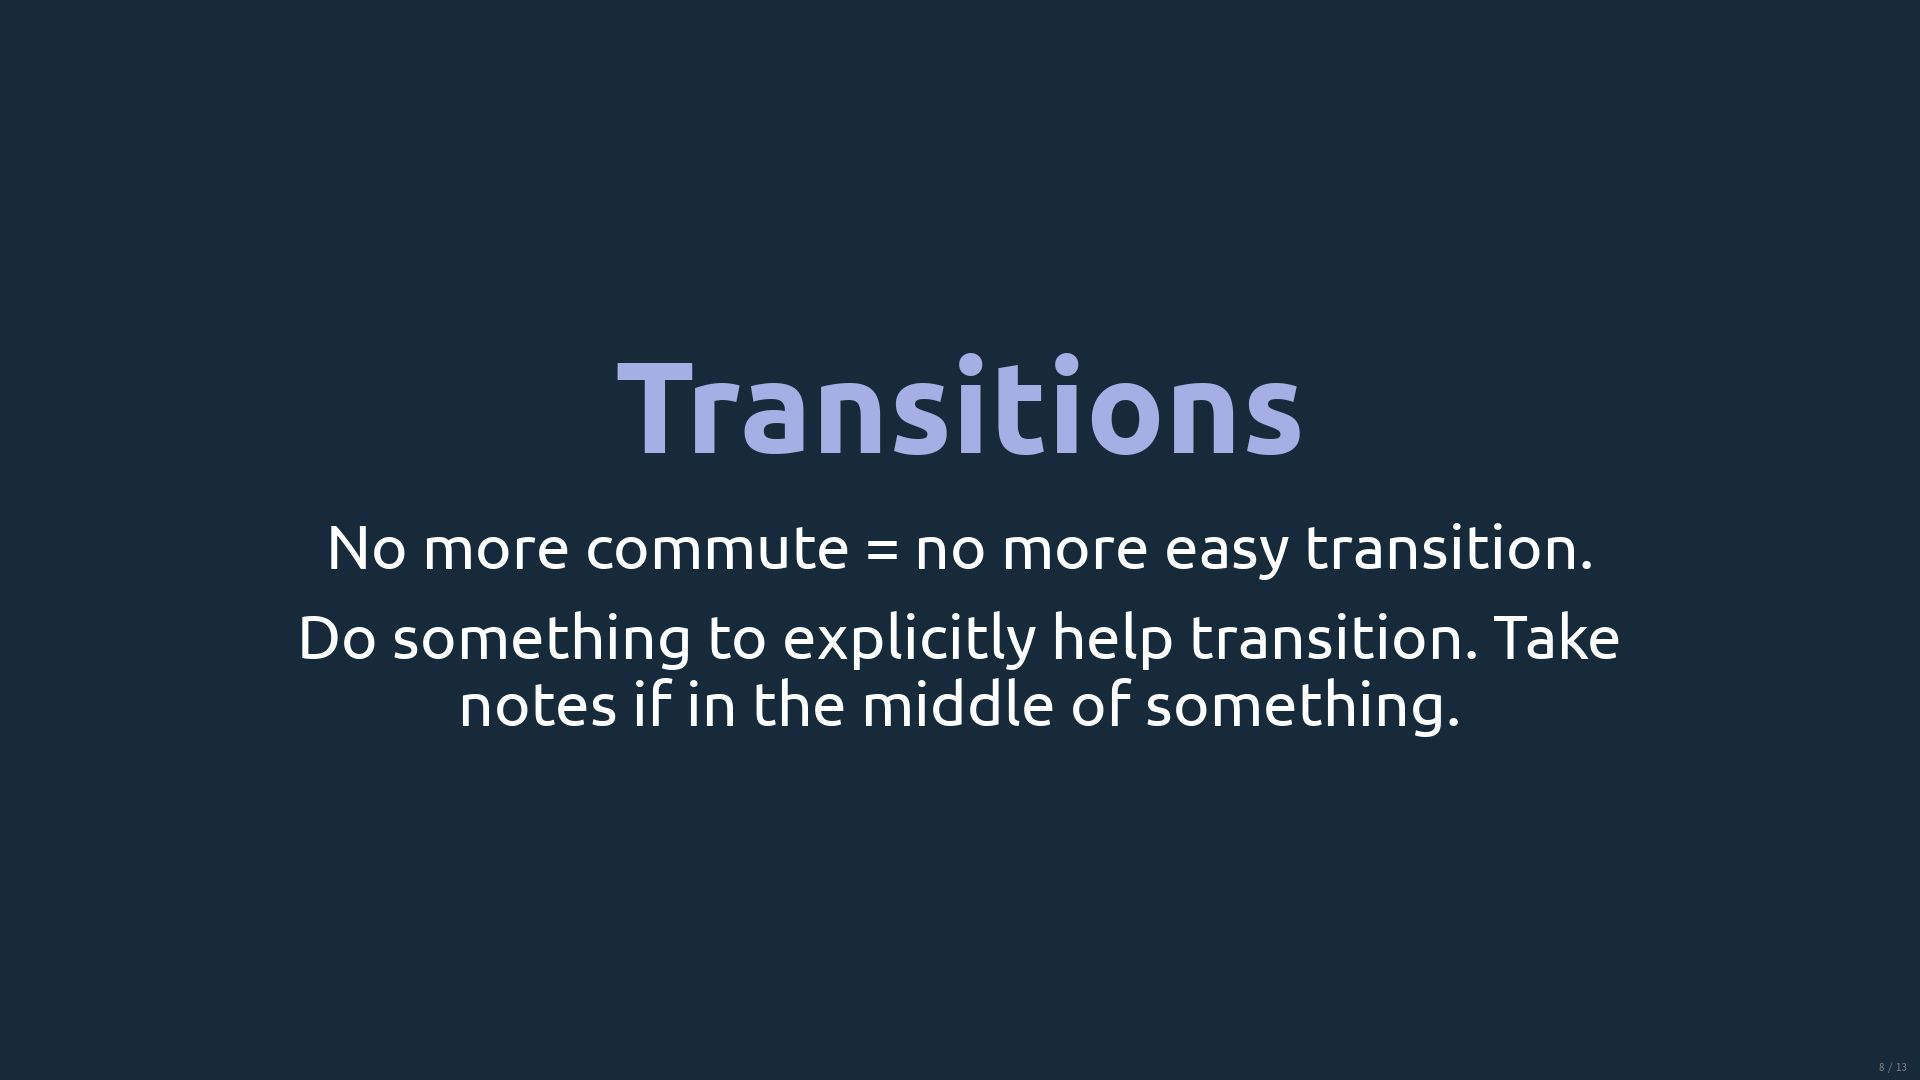 Transitions
No more commute = no more easy transition.
Do something to explicitly help transition. Take
notes if in the middle of something.
8 / 13